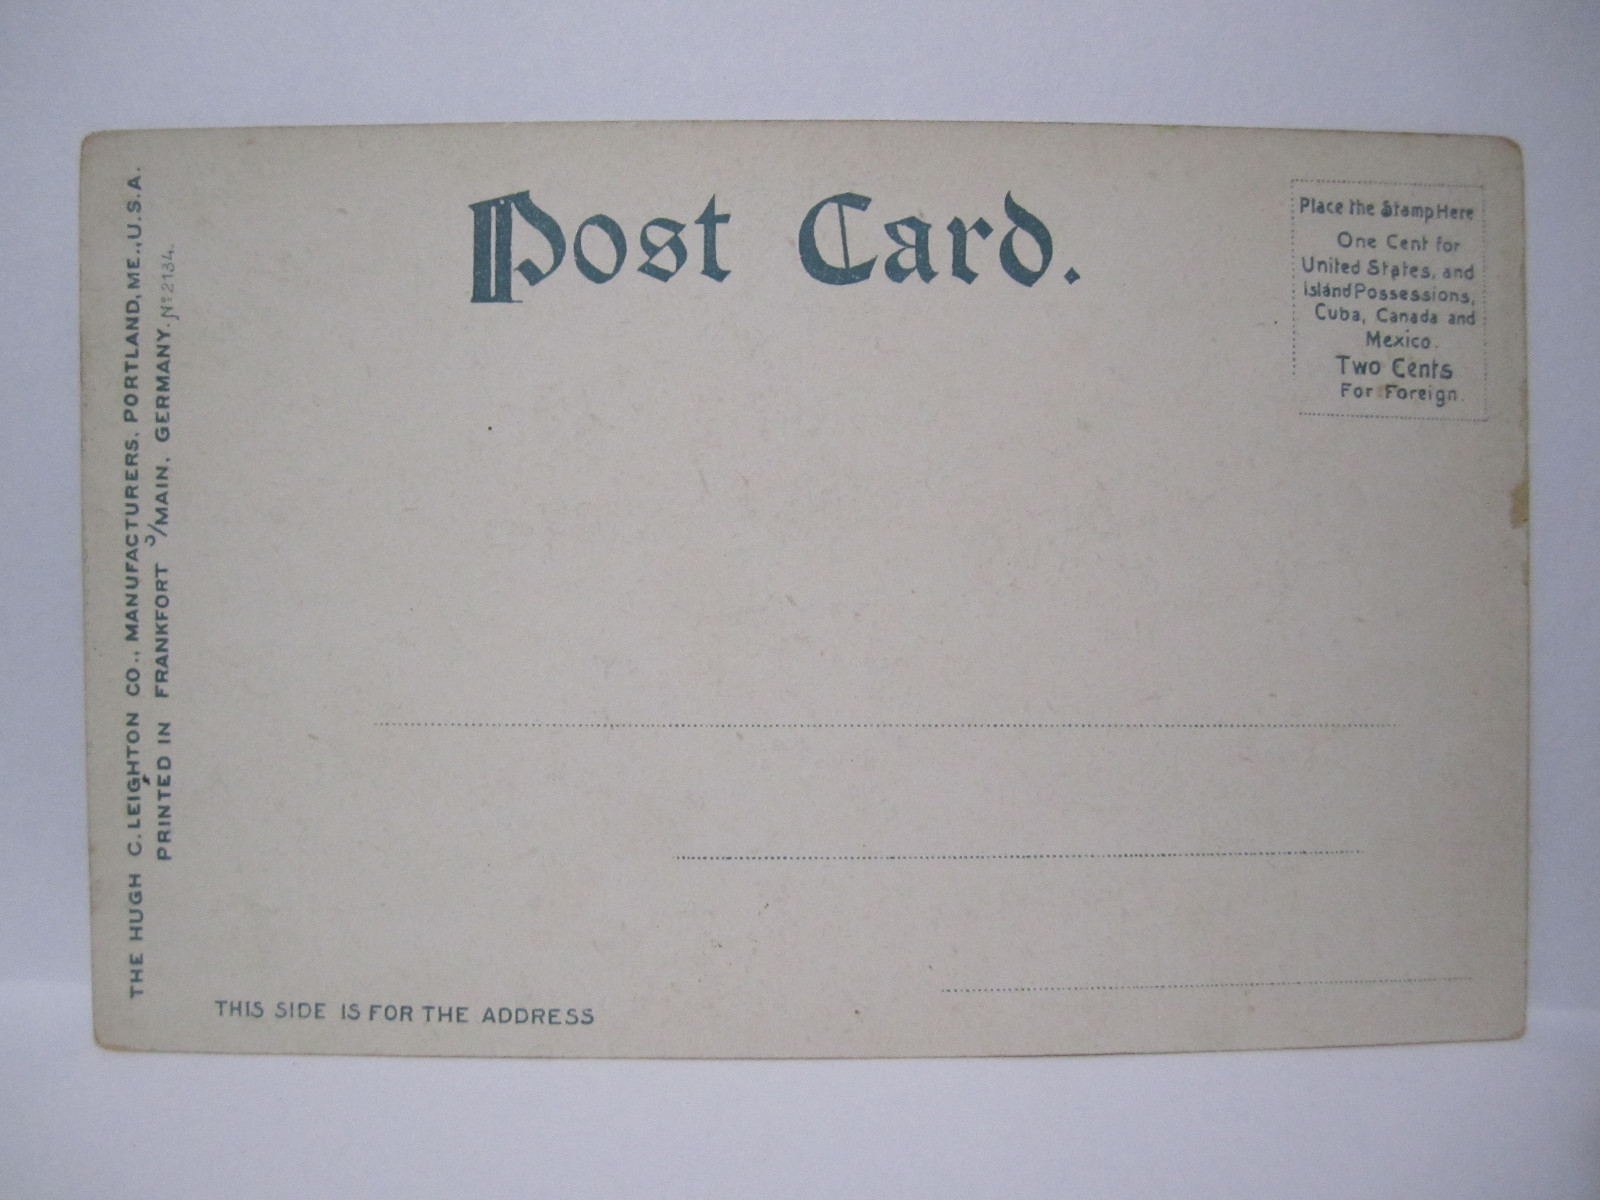 Post Card.
Place the Stamp Here
One Cent for
United States, and
Island Possessions,
Cuba, Canada and
Mexico.
Two Cents
For Foreign.
THE HUGH C. LEIGHTON CO., MANUFACTURERS, PORTLAND, ME., U.S.A.
PRINTED IN FRANKFORT o/MAIN, GERMANY. No 2134.
THIS SIDE IS FOR THE ADDRESS